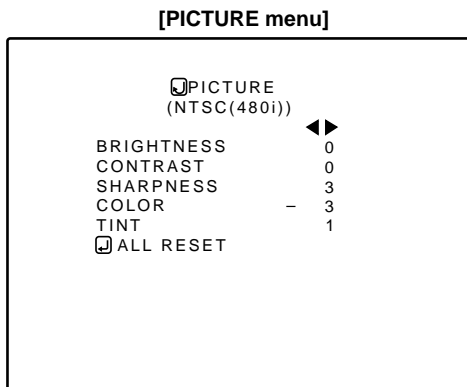 [PICTURE menu]
PICTURE
(NTSC(480i))
BRIGHTNESS 0
CONTRAST 0
SHARPNESS 3
COLOR – 3
TINT 1
ALL RESET